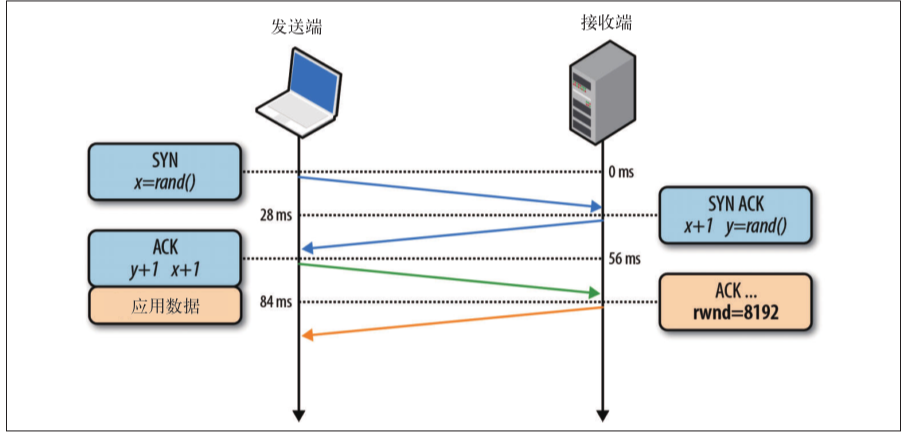 发送端
接收端
SYN
x=rand()
0 ms
28 ms
SYN ACK
x+1 y=rand()
ACK
y+1 x+1
56 ms
应用数据
84 ms
ACK ...
rwnd=8192